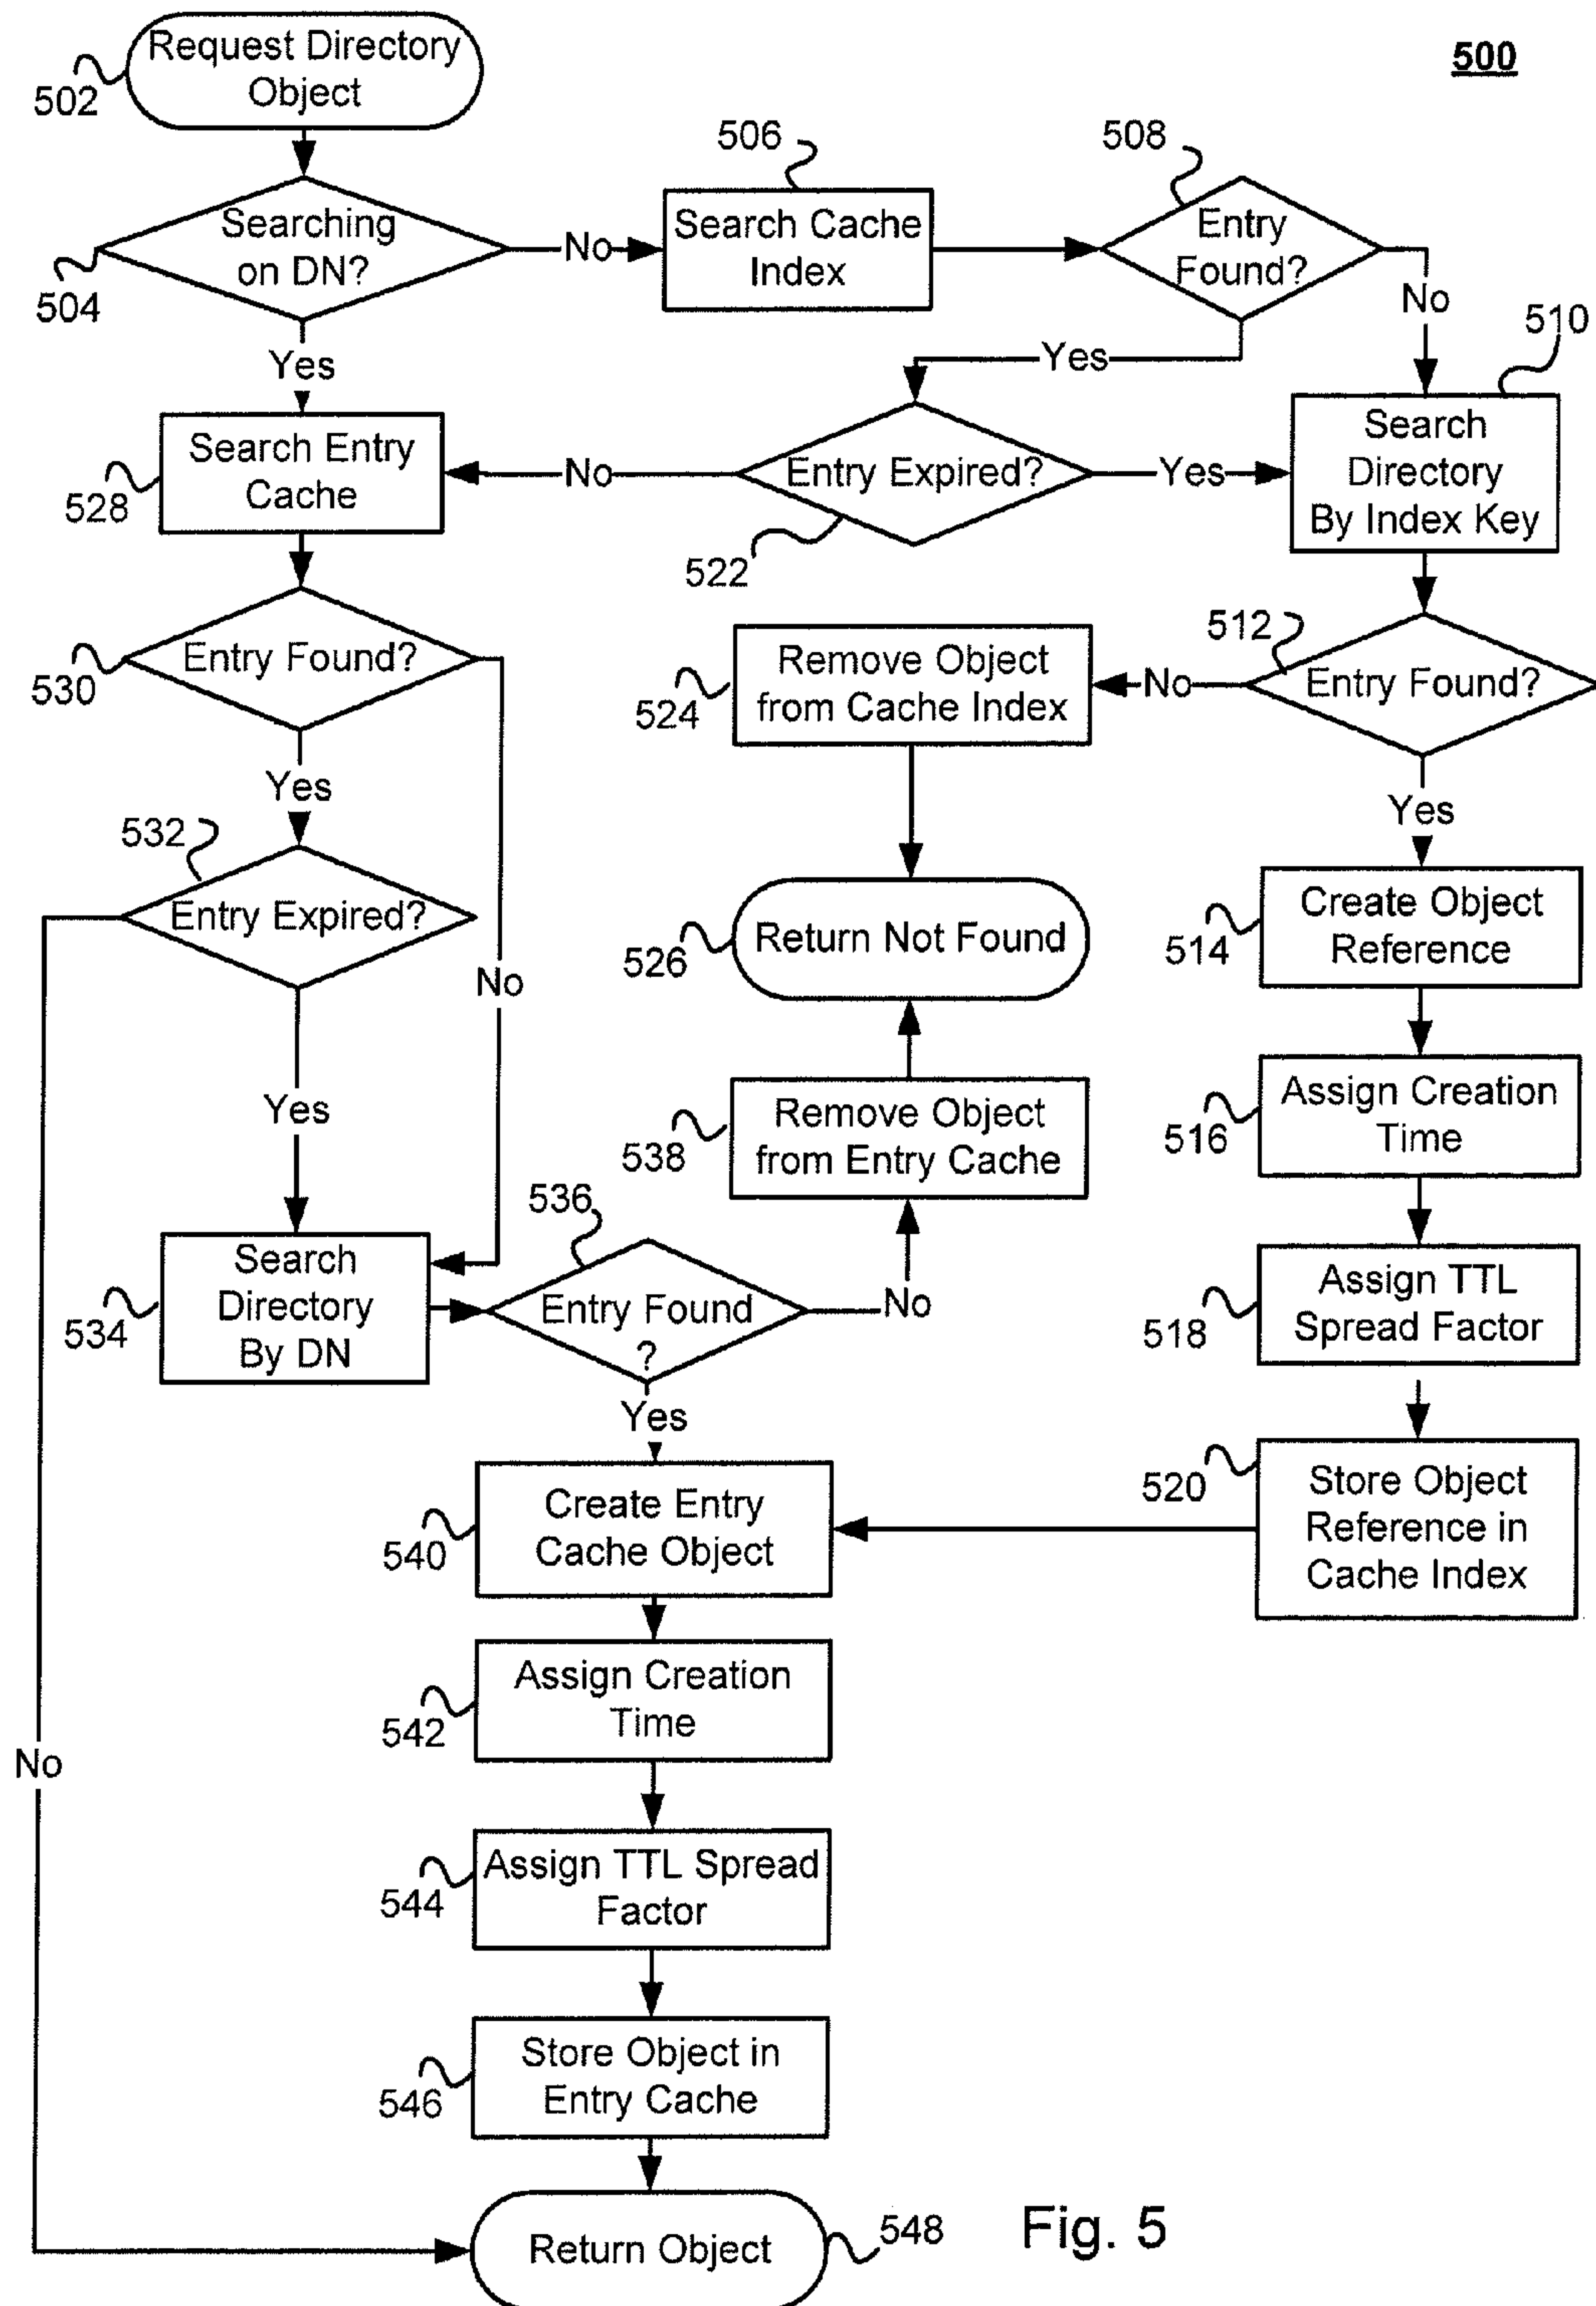 500
Request Directory
Object
502
Searching
on DN?
504
No
Yes
506
Search Cache
Index
508
Entry
Found?
No
Yes
510
Search
Directory
By Index Key
Entry Expired?
No
Yes
522
Search Entry
Cache
528
Entry Found?
530
Yes
No
512
Entry Found?
No
Yes
Remove Object
from Cache Index
524
532
Entry Expired?
Yes
No
Return Not Found
526
Create Object
Reference
514
Assign Creation
Time
516
Remove Object
from Entry Cache
538
Search
Directory
By DN
534
536
Entry Found
?
No
Yes
Assign TTL
Spread Factor
518
Store Object
Reference in
Cache Index
520
Create Entry
Cache Object
540
Assign Creation
Time
542
Assign TTL Spread
Factor
544
Store Object in
Entry Cache
546
Return Object
548
Fig. 5